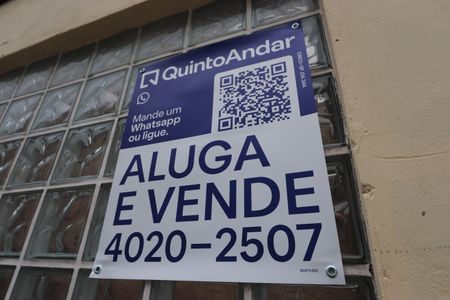 QuintoAndar
Mande um
Whatsapp
ou ligue.
ALUGA
E VENDE
4020-2507